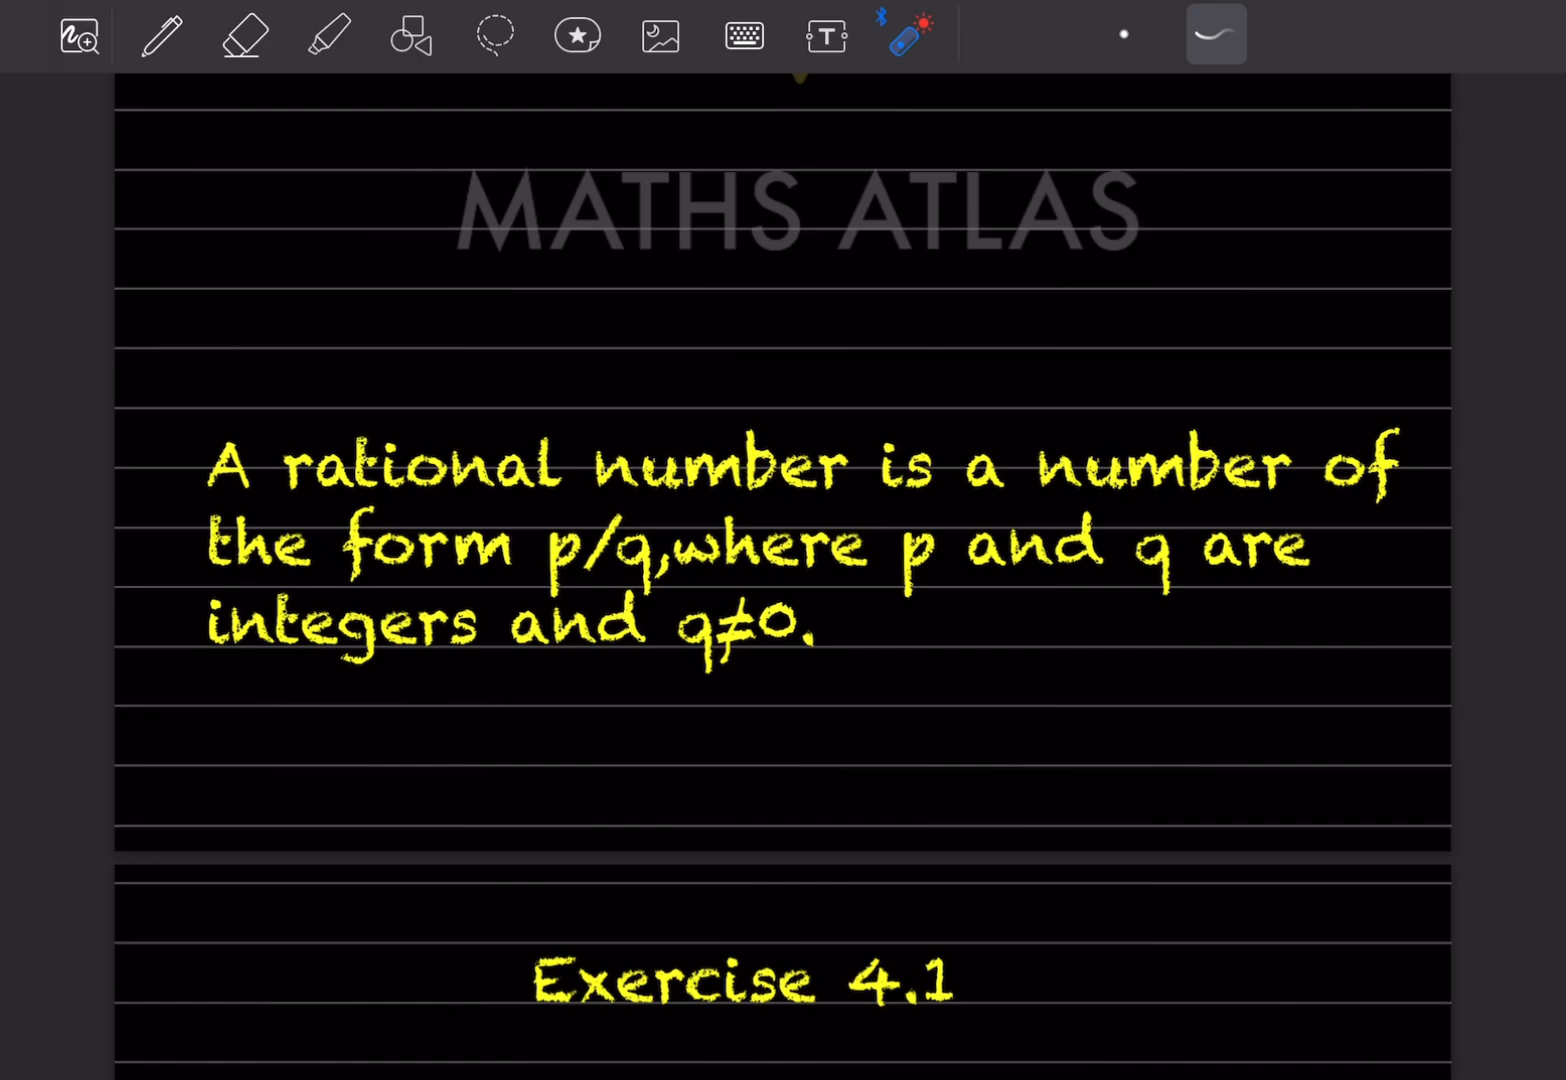 MATHS ATLAS
A rational number is a number of
the form p/q,where p and q are
integers and q≠0.
Exercise 4.1